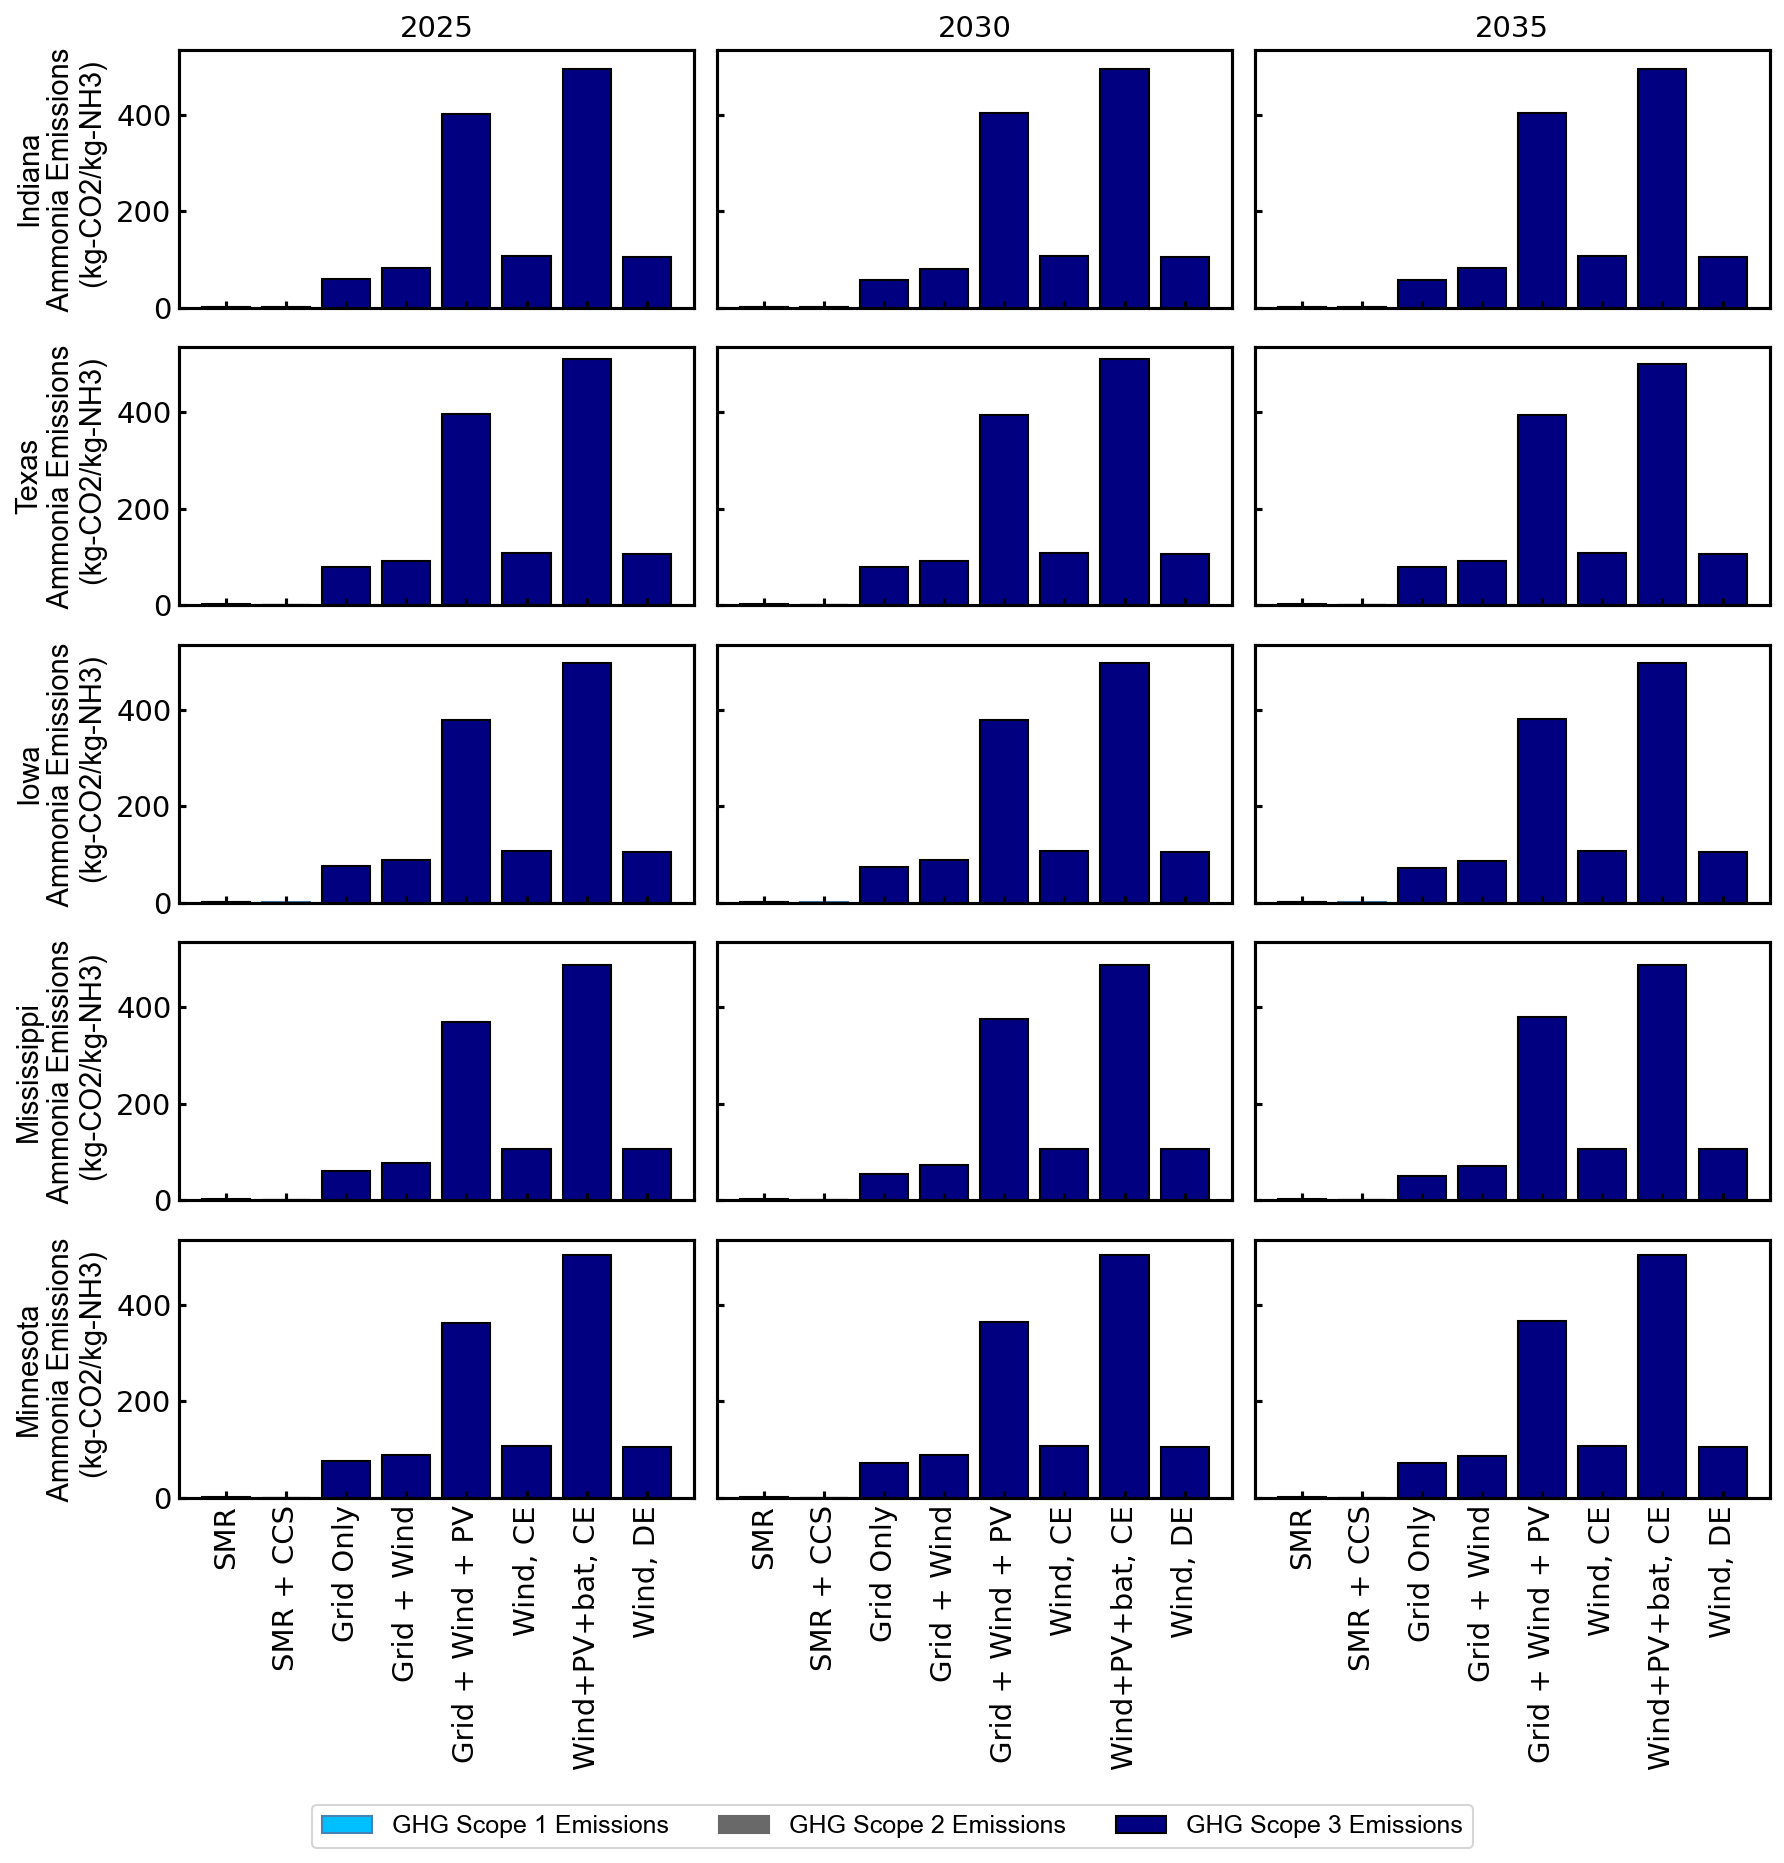 2025
2030
2035
Indiana
Ammonia Emissions
(kg-CO2/kg-NH3)
400
200
0
Texas
Ammonia Emissions
(kg-CO2/kg-NH3)
400
200
0
Iowa
Ammonia Emissions
(kg-CO2/kg-NH3)
400
200
0
Mississippi
Ammonia Emissions
(kg-CO2/kg-NH3)
400
200
0
Minnesota
Ammonia Emissions
(kg-CO2/kg-NH3)
400
200
0
SMR
SMR + CCS
Grid Only
Grid + Wind
Grid + Wind + PV
Wind, CE
Wind+PV+bat, CE
Wind, DE
SMR
SMR + CCS
Grid Only
Grid + Wind
Grid + Wind + PV
Wind, CE
Wind+PV+bat, CE
Wind, DE
SMR
SMR + CCS
Grid Only
Grid + Wind
Grid + Wind + PV
Wind, CE
Wind+PV+bat, CE
Wind, DE
GHG Scope 1 Emissions
GHG Scope 2 Emissions
GHG Scope 3 Emissions